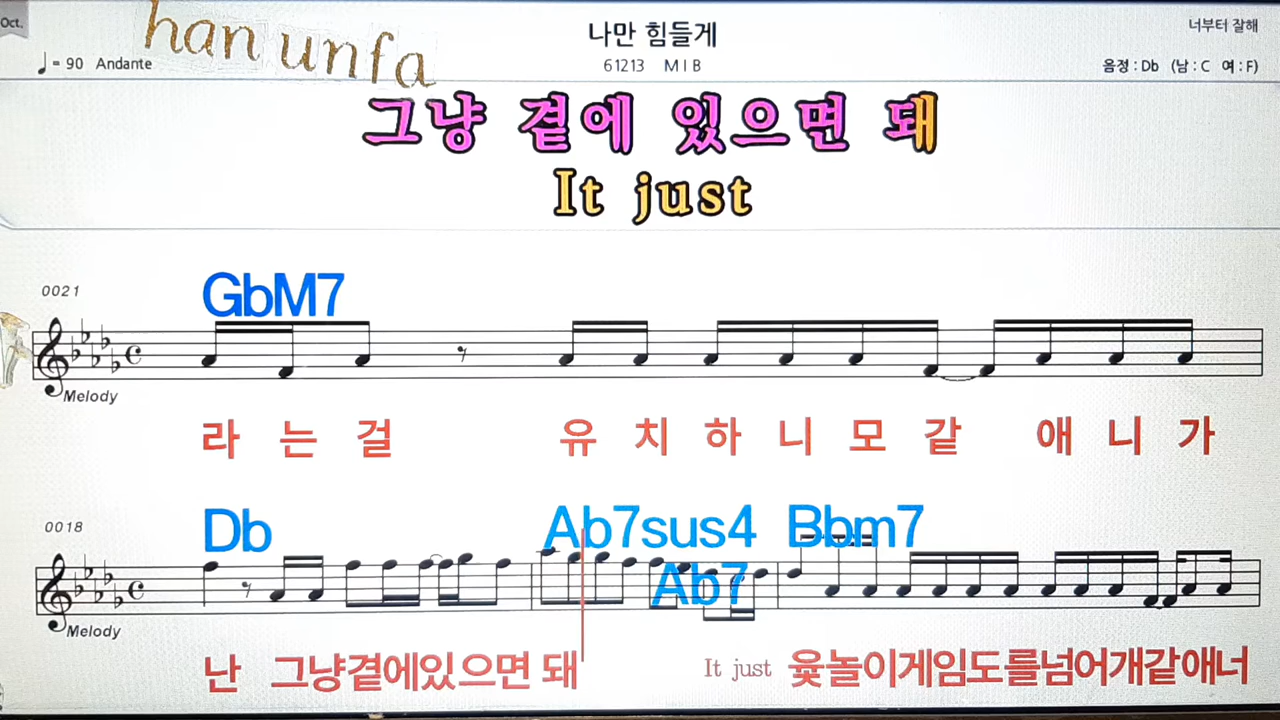 Oct.
han unfa
♩= 90 Andante
나만 힘들게
61213 M I B
너부터 잘해
음정 : Db (남 : C 여 : F)
그냥 곁에 있으면 돼
It just
0021
GbM7
Melody
라 는 걸 유 치 하 니 모 같 애 니 가
0018
Db Ab7sus4 Bbm7
Ab7
Melody
난 그냥곁에있으면 돼 It just 윷놀이게임도를넘어개같애너